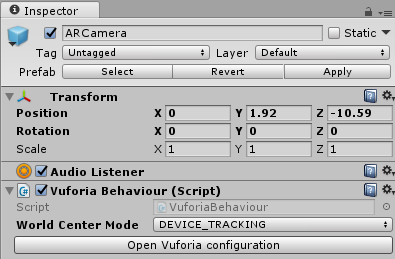 Inspector
ARCamera Static
Tag Untagged Layer Default
Prefab Select Revert Apply
Transform
Position X 0 Y 1.92 Z -10.59
Rotation X 0 Y 0 Z 0
Scale X 1 Y 1 Z 1
Audio Listener
Vuforia Behaviour (Script)
Script VuforiaBehaviour
World Center Mode DEVICE_TRACKING
Open Vuforia configuration